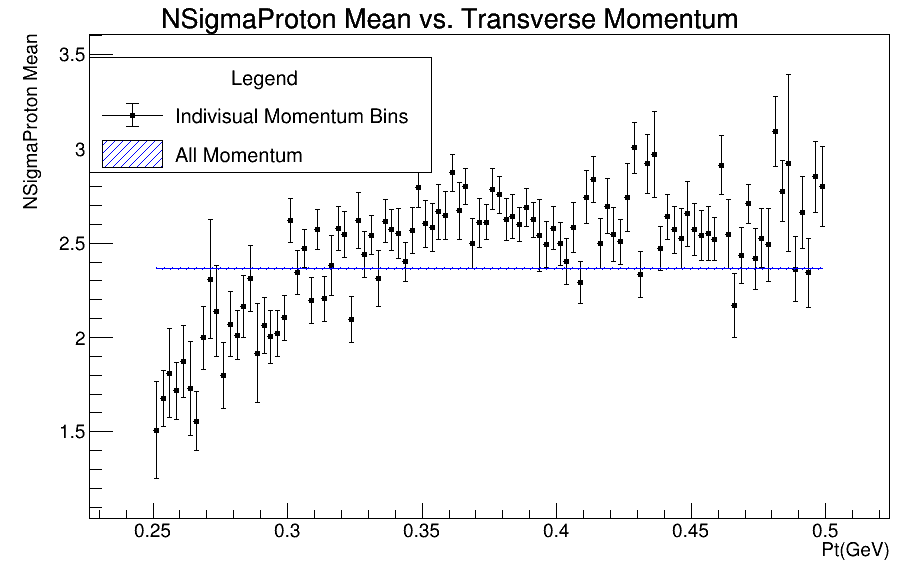 NSigmaProton Mean vs. Transverse Momentum
NSigmaProton Mean
3.5
3
2.5
2
1.5
Legend
Indivisual Momentum Bins
All Momentum
0.25 0.3 0.35 0.4 0.45 0.5
Pt(GeV)